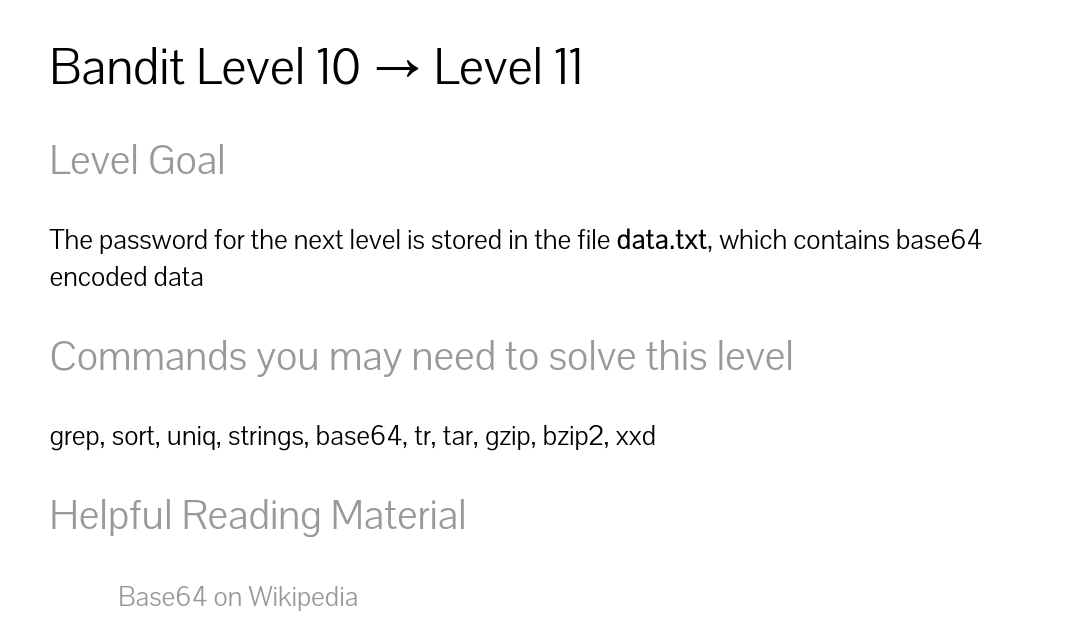 Bandit Level 10 → Level 11
Level Goal
The password for the next level is stored in the file data.txt, which contains base64
encoded data
Commands you may need to solve this level
grep, sort, uniq, strings, base64, tr, tar, gzip, bzip2, xxd
Helpful Reading Material
Base64 on Wikipedia